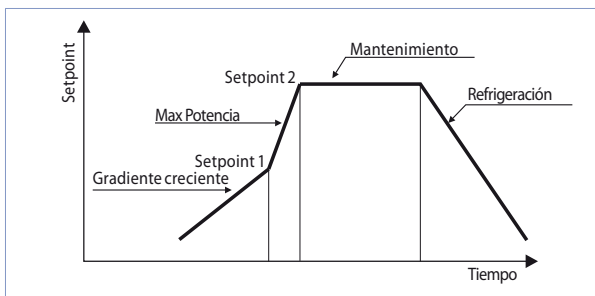 Setpoint
Mantenimiento
Setpoint 2
Refrigeración
Max Potencia
Setpoint 1
Gradiente creciente
Tiempo